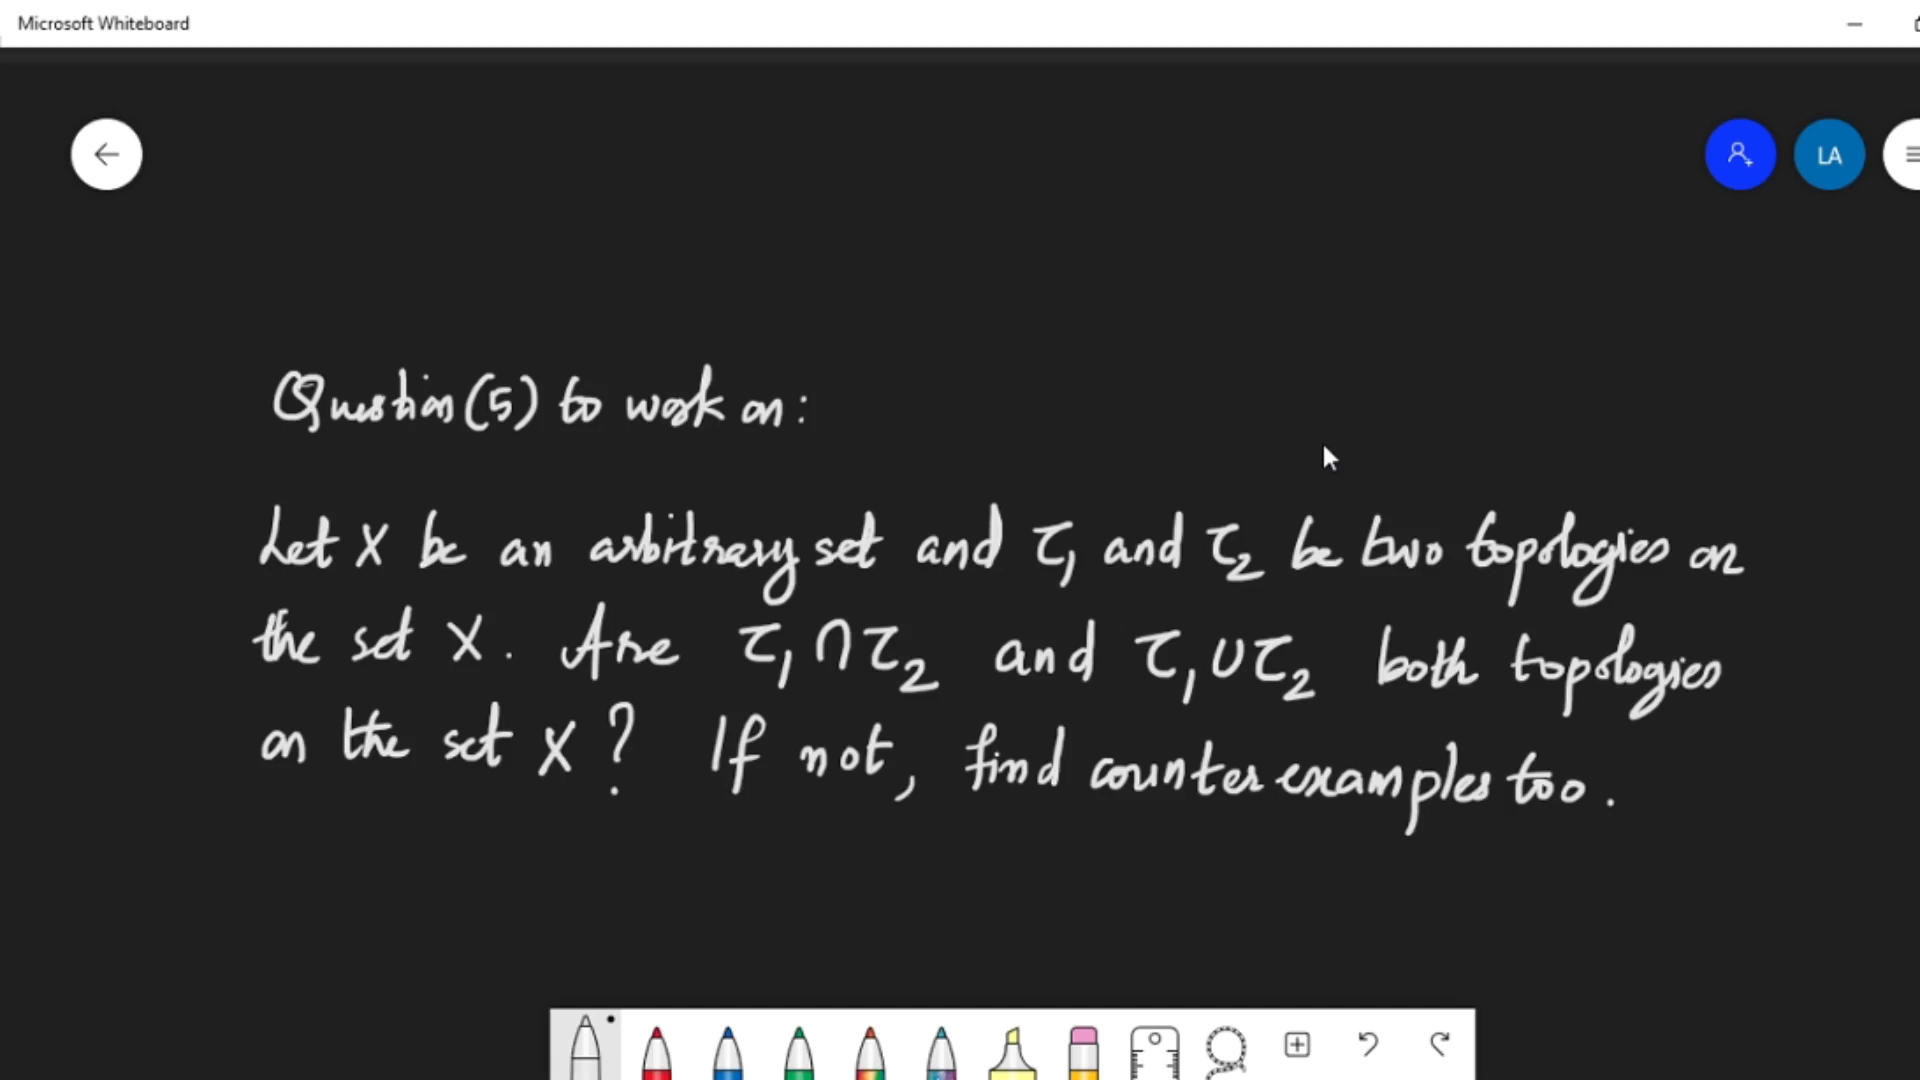 Microsoft Whiteboard
LA
Question (5) to work on:
Let X be an arbitrary set and τ₁ and τ₂ be two topologies on
the set X. Are τ₁∩τ₂ and τ₁∪τ₂ both topologies
on the set X? If not, find counter examples too.